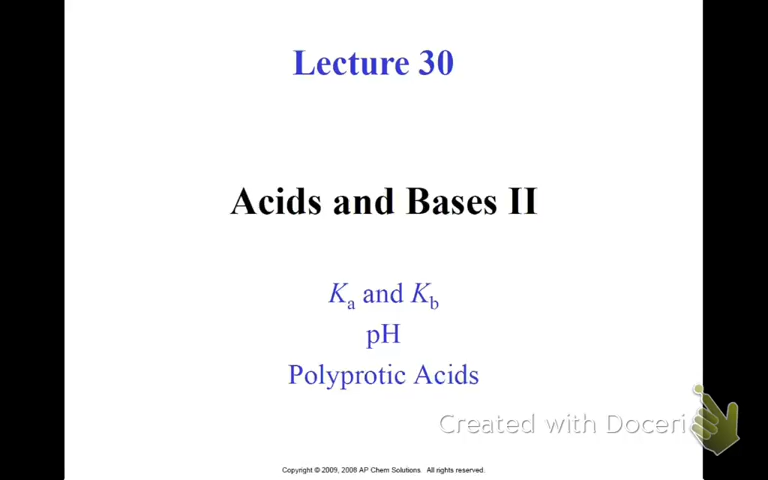 Lecture 30
Acids and Bases II
Ka and Kb
pH
Polyprotic Acids
Created with Doceri
Copyright © 2009, 2008 AP Chem Solutions. All rights reserved.